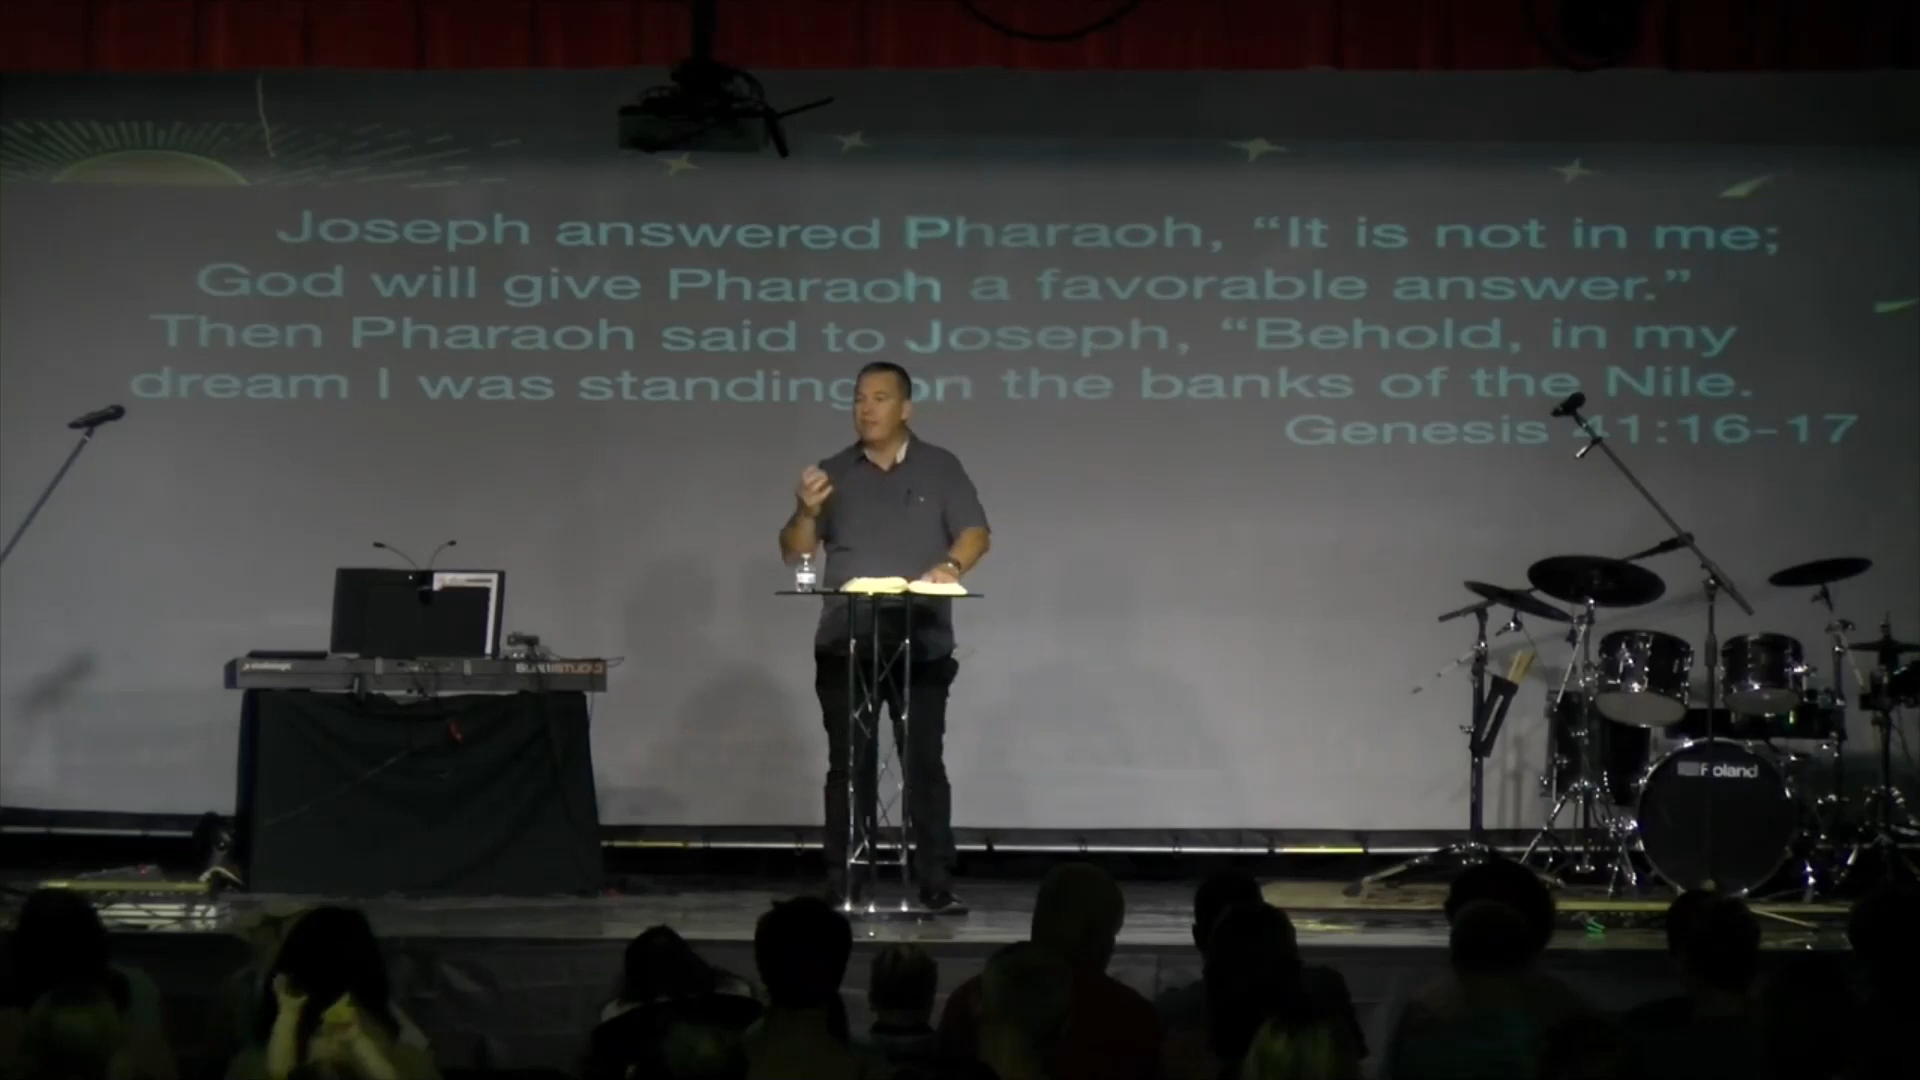 Joseph answered Pharaoh, “It is not in me;
God will give Pharaoh a favorable answer.”
Then Pharaoh said to Joseph, “Behold, in my
dream I was standing on the banks of the Nile.
Genesis 41:16-17
studiologic
Roland